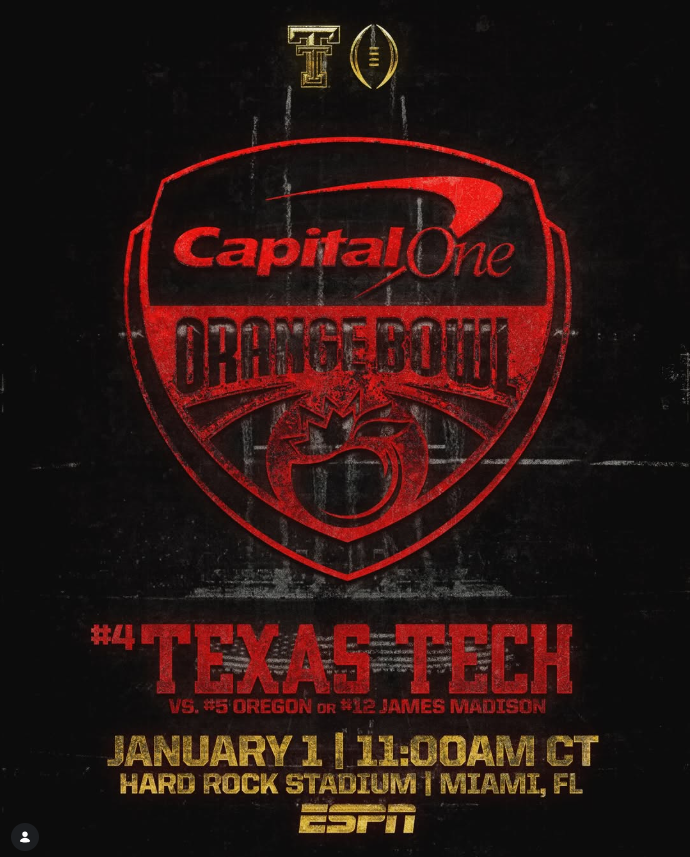 TT
Capital One
ORANGE BOWL
#4 TEXAS TECH
VS. #5 OREGON OR #12 JAMES MADISON
JANUARY 1 | 11:00AM CT
HARD ROCK STADIUM | MIAMI, FL
ESPN